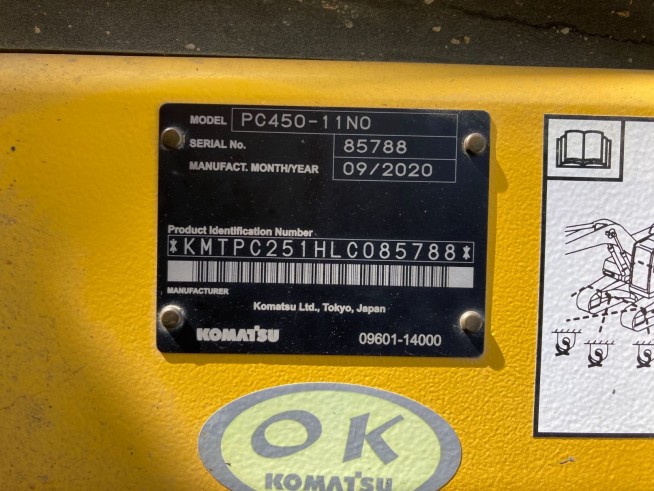 MODEL PC450-11N0
SERIAL No. 85788
MANUFACT. MONTH/YEAR 09/2020
Product Identification Number
*KMTPC251HLC085788*
MANUFACTURER
Komatsu Ltd., Tokyo, Japan
KOMATSU 09601-14000
OK
KOMATSU